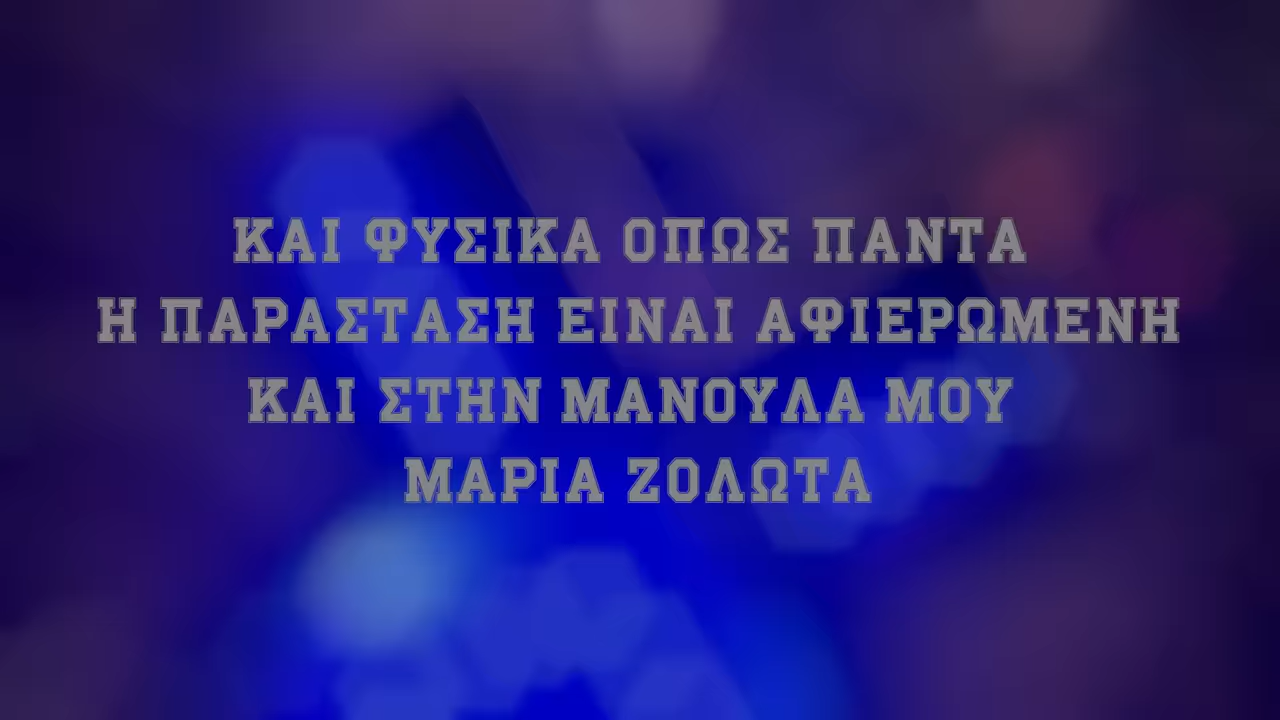 ΚΑΙ ΦΥΣΙΚΑ ΟΠΩΣ ΠΑΝΤΑ
Η ΠΑΡΑΣΤΑΣΗ ΕΙΝΑΙ ΑΦΙΕΡΩΜΕΝΗ
ΚΑΙ ΣΤΗΝ ΜΑΝΟΥΛΑ ΜΟΥ
ΜΑΡΙΑ ΖΟΛΩΤΑ